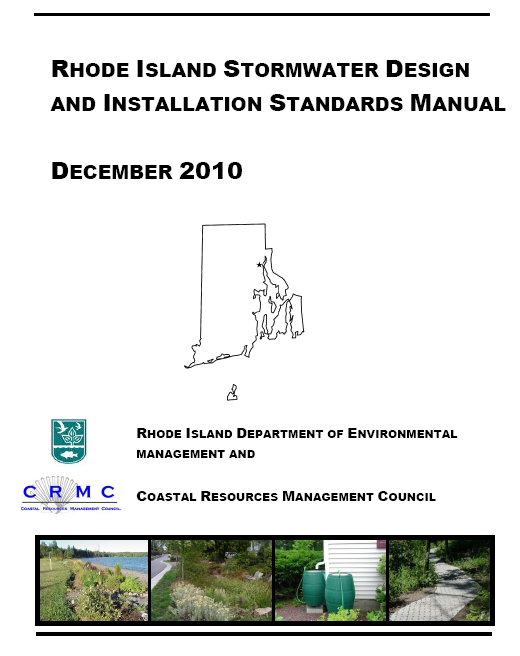 RHODE ISLAND STORMWATER DESIGN
AND INSTALLATION STANDARDS MANUAL
DECEMBER 2010
RHODE ISLAND DEPARTMENT OF ENVIRONMENTAL
MANAGEMENT AND
CRMC
COASTAL RESOURCES MANAGEMENT COUNCIL
COASTAL RESOURCES MANAGEMENT COUNCIL